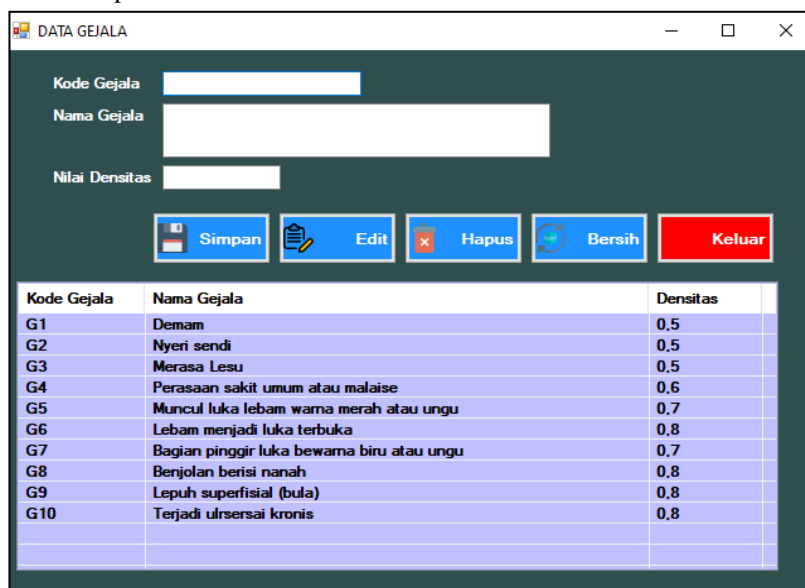 DATA GEJALA
Kode Gejala
Nama Gejala
Nilai Densitas
Simpan Edit Hapus Bersih Keluar
Kode Gejala Nama Gejala Densitas
G1 Demam 0,5
G2 Nyeri sendi 0,5
G3 Merasa Lesu 0,5
G4 Perasaan sakit umum atau malaise 0,6
G5 Muncul luka lebam warna merah atau ungu 0,7
G6 Lebam menjadi luka terbuka 0,8
G7 Bagian pinggir luka bewarna biru atau ungu 0,7
G8 Benjolan berisi nanah 0,8
G9 Lepuh superfisial (bula) 0,8
G10 Terjadi ulrsersai kronis 0,8